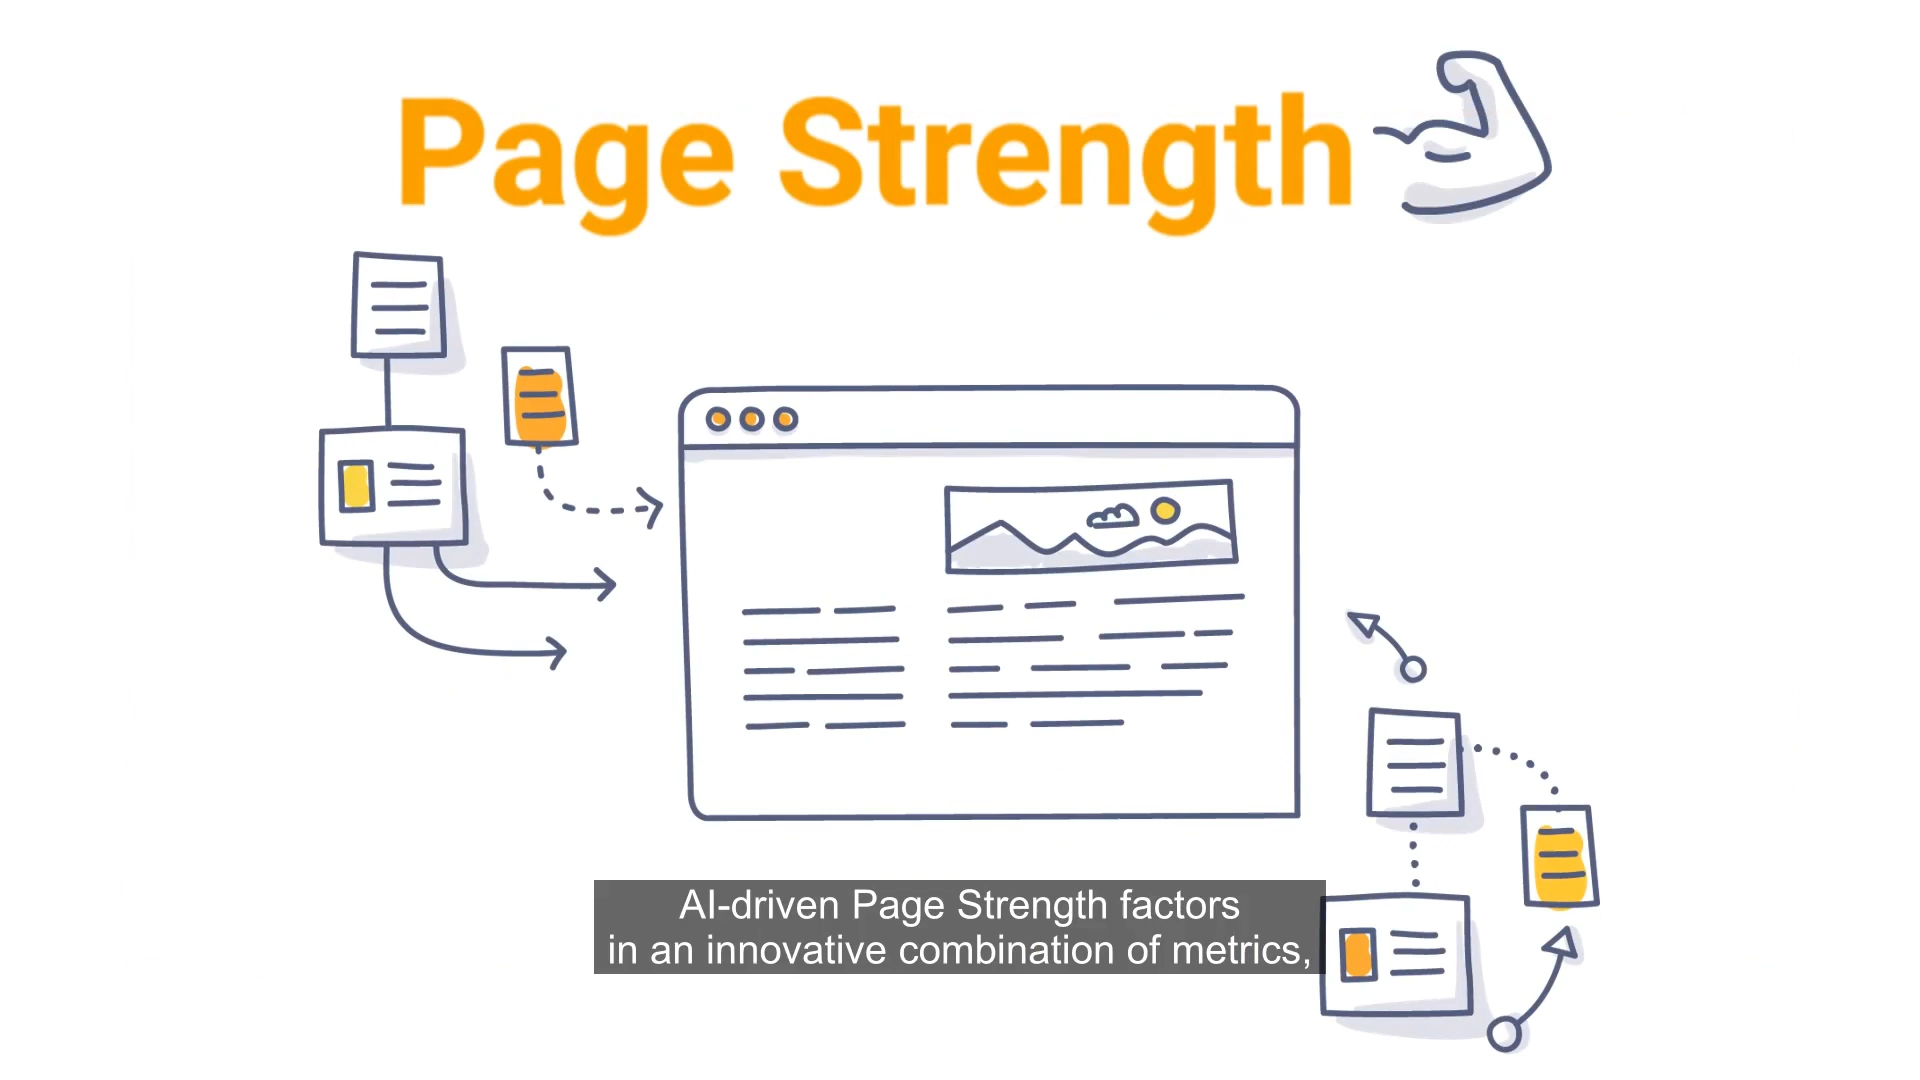 Page Strength
AI-driven Page Strength factors
in an innovative combination of metrics,